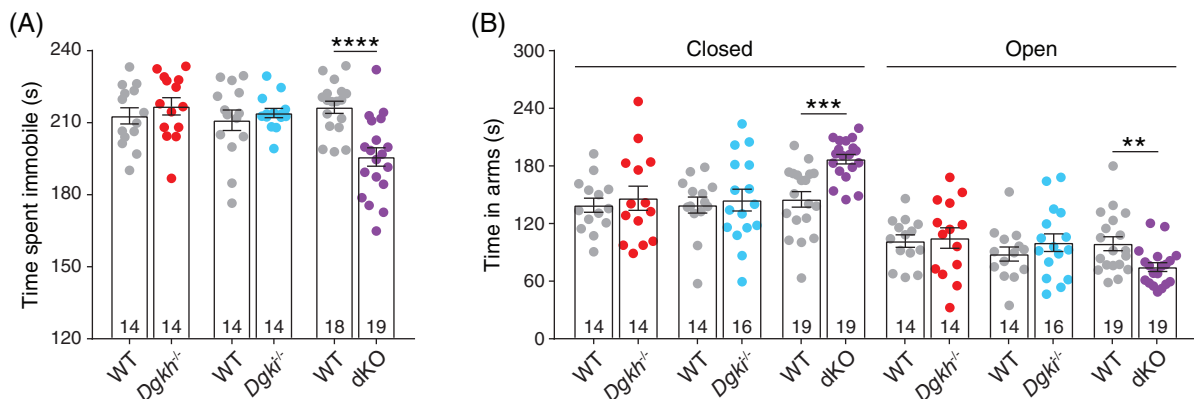 (A)
Time spent immobile (s)
240
210
180
150
120
****
14 14 14 14 18 19
WT Dgkh-/- WT Dgki-/- WT dKO
(B)
Time in arms (s)
300
240
180
120
60
0
Closed Open
*** **
14 14 14 16 19 19 14 14 14 16 19 19
WT Dgkh-/- WT Dgki-/- WT dKO WT Dgkh-/- WT Dgki-/- WT dKO